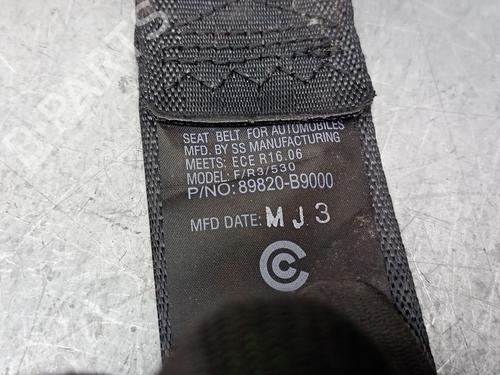 SEAT BELT FOR AUTOMOBILES
MFD. BY SS MANUFACTURING
MEETS: ECE R16.06
MODEL: F/R3/530
P/NO: 89820-B9000
MFD DATE: MJ3